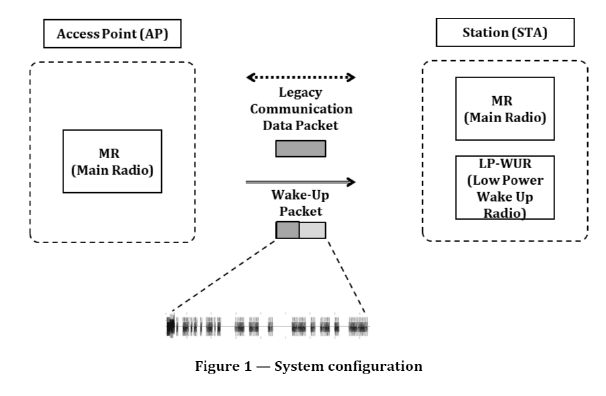 Access Point (AP)
Station (STA)
MR
(Main Radio)
Legacy
Communication
Data Packet
Wake-Up
Packet
MR
(Main Radio)
LP-WUR
(Low Power
Wake Up
Radio)
Figure 1 — System configuration